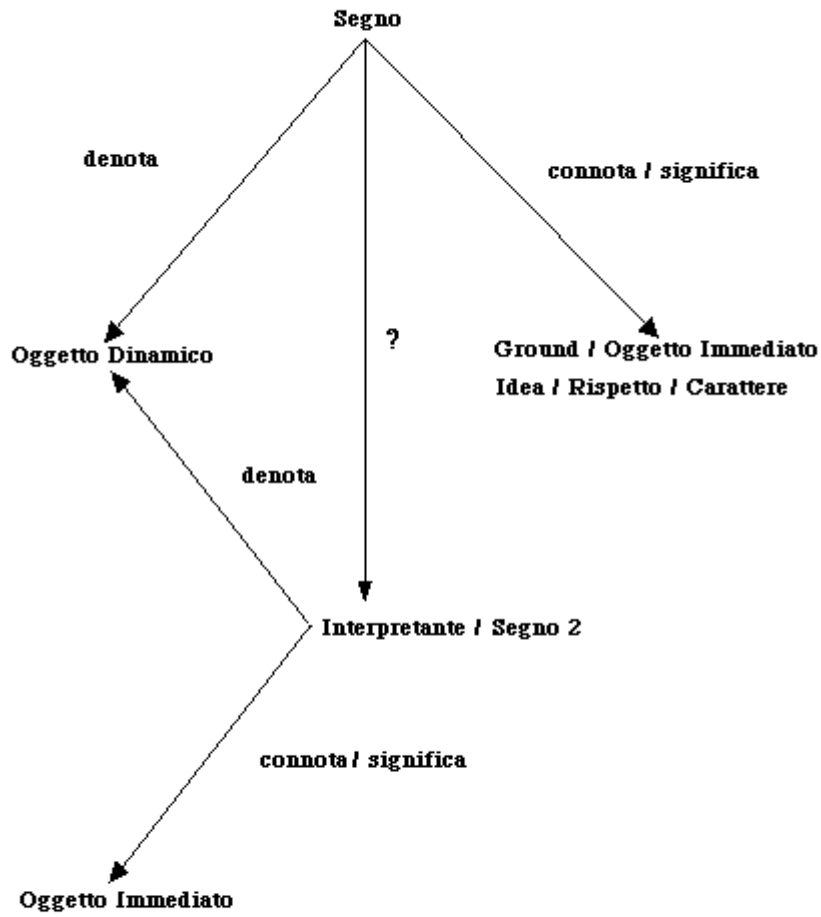 Segno
denota
connota / significa
?
Oggetto Dinamico
Ground / Oggetto Immediato
Idea / Rispetto / Carattere
denota
Interpretante / Segno 2
connota / significa
Oggetto Immediato